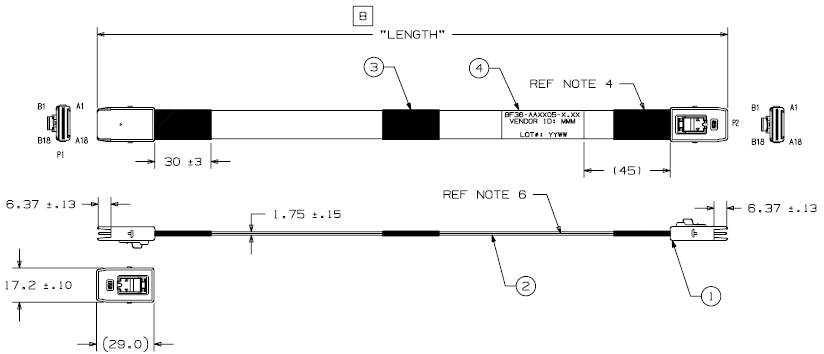 8
"LENGTH"
3
4
REF NOTE 4
B1
A1
B18
A18
P1
8F36-AAXX05-X.XX
VENDOR ID: MMM
LOT#: YYWW
P2
B1
A1
B18
A18
30 ±3
(45)
6.37 ±.13
1.75 ±.15
REF NOTE 6
6.37 ±.13
2
1
17.2 ±.10
(29.0)